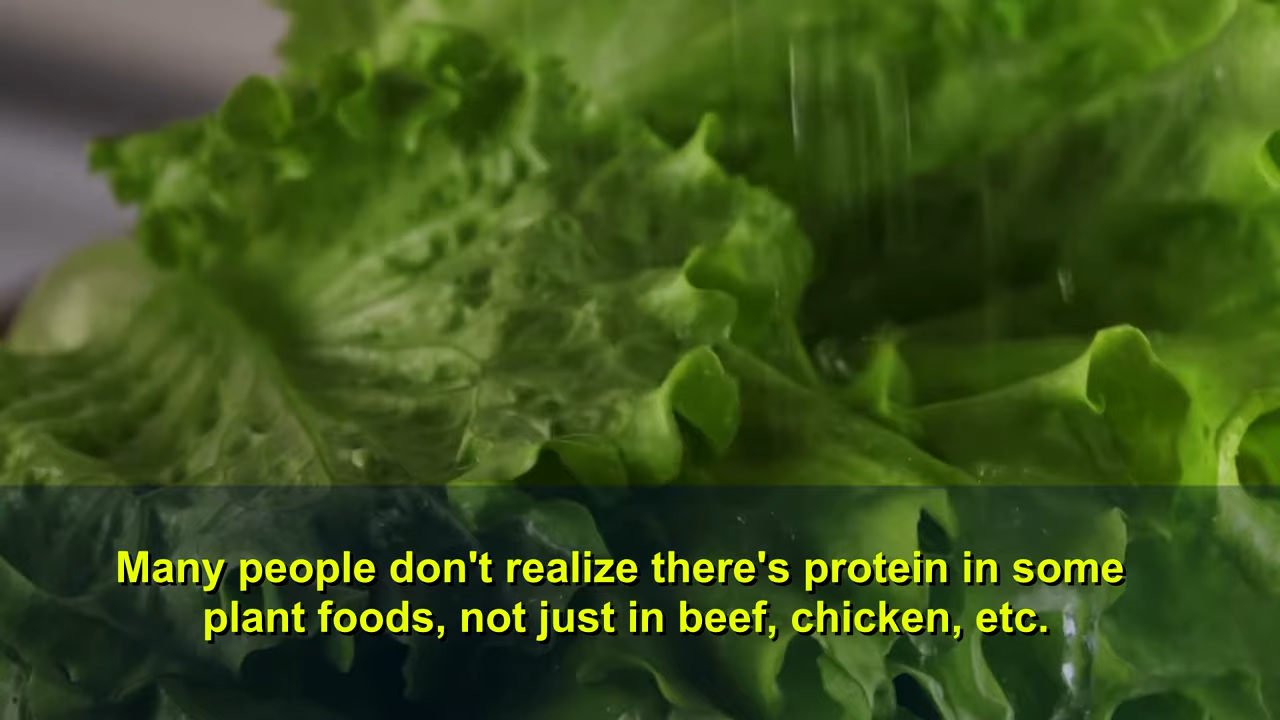 Many people don't realize there's protein in some
plant foods, not just in beef, chicken, etc.